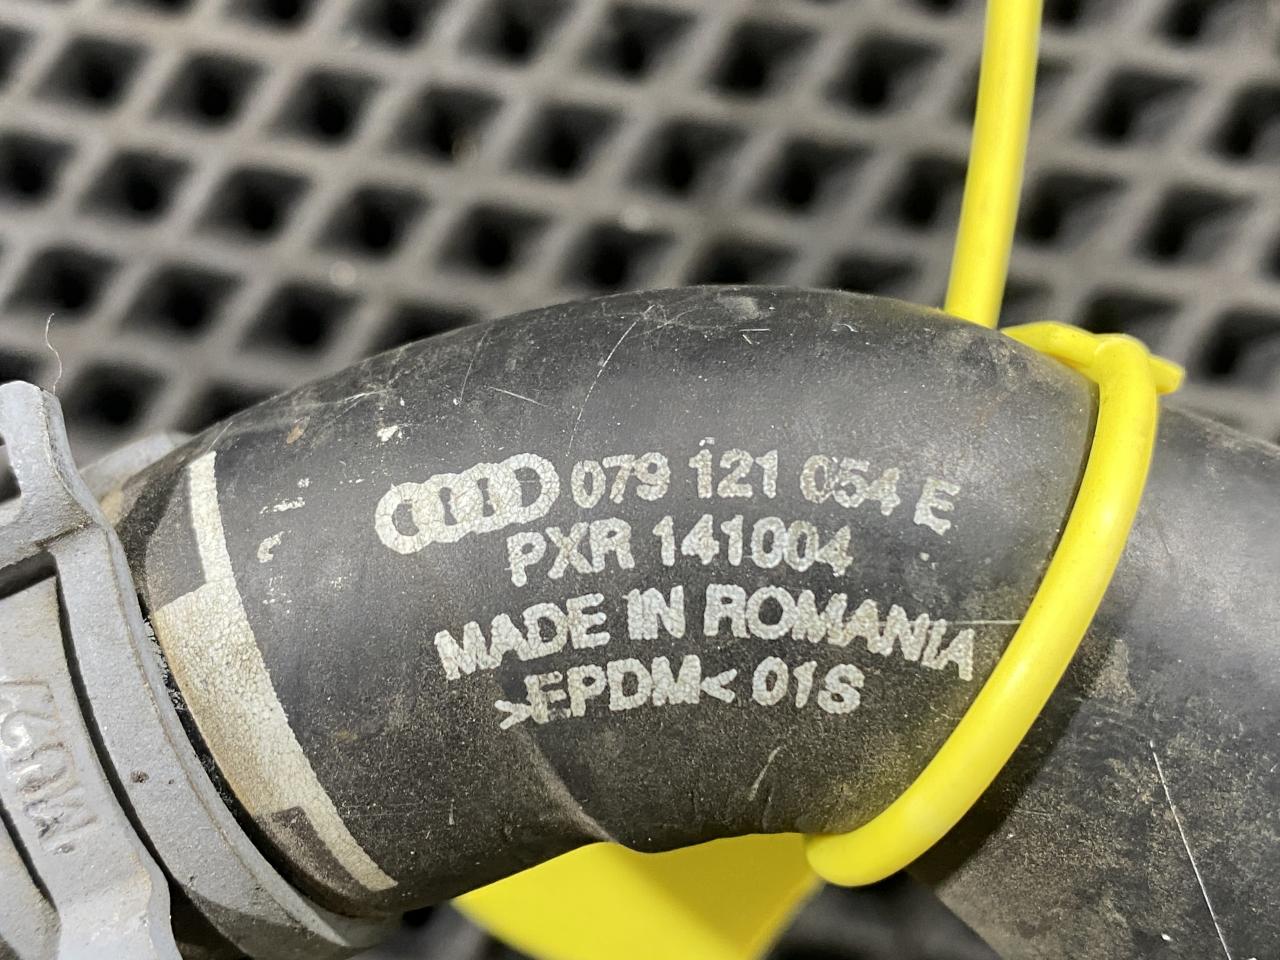 079 121 054 E
PXR 141004
MADE IN ROMANIA
>EPDM< 01S